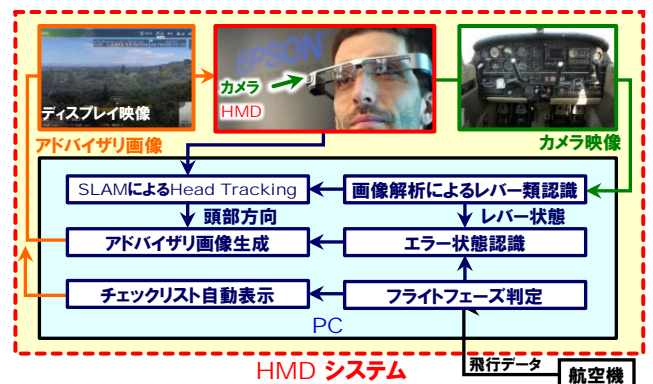 EPSON
カメラ
HMD
ディスプレイ映像
アドバイザリ画像
カメラ映像
SLAMによるHead Tracking
画像解析によるレバー類認識
頭部方向
レバー状態
アドバイザリ画像生成
エラー状態認識
チェックリスト自動表示
フライトフェーズ判定
PC
HMD システム
飛行データ
航空機